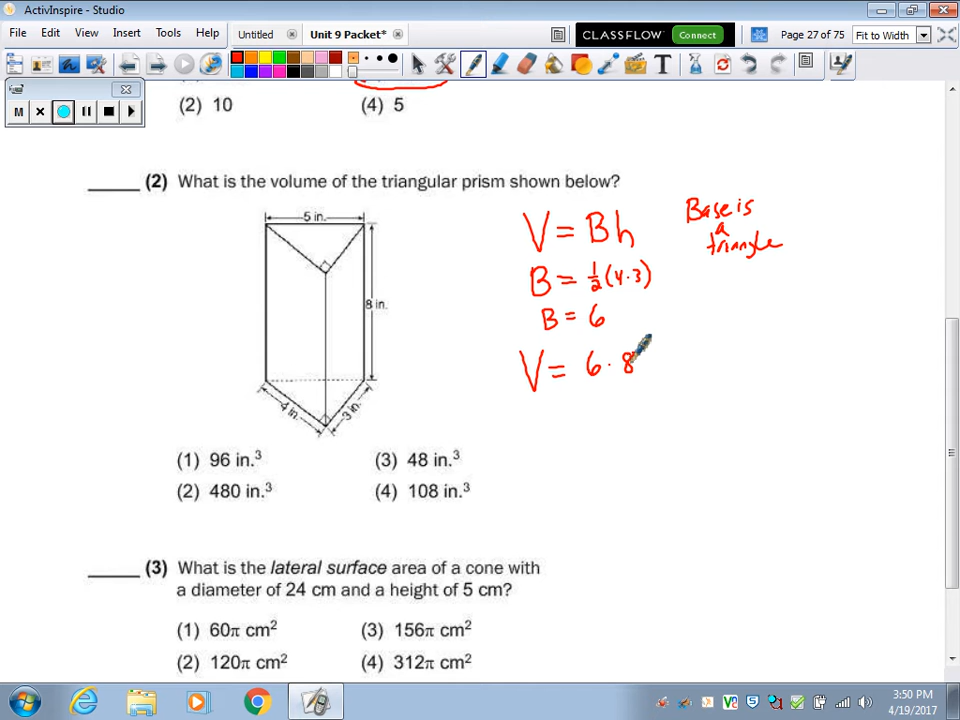 ActivInspire - Studio
File Edit View Insert Tools Help
Untitled
Unit 9 Packet*
CLASSFLOW Connect
Page 27 of 75
Fit to Width
M
(2) 10
(4) 5
_____ (2) What is the volume of the triangular prism shown below?
5 in.
8 in.
4 in.
3 in.
V = Bh
B = 1/2 (4·3)
B = 6
V = 6 · 8
Base is
a
triangle
(1) 96 in.³
(3) 48 in.³
(2) 480 in.³
(4) 108 in.³
_____ (3) What is the lateral surface area of a cone with
a diameter of 24 cm and a height of 5 cm?
(1) 60π cm²
(3) 156π cm²
(2) 120π cm²
(4) 312π cm²
3:50 PM
4/19/2017